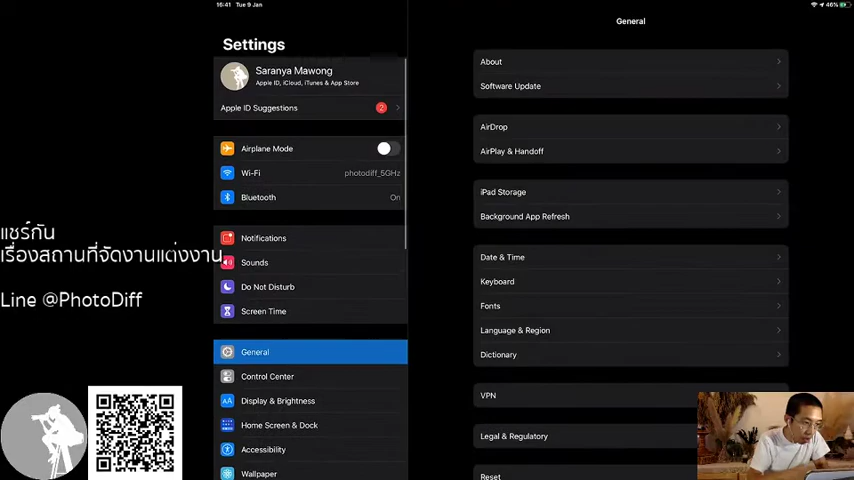 16:41 Tue 9 Jan
46%
Settings
Saranya Mawong
Apple ID, iCloud, iTunes & App Store
Apple ID Suggestions 2
Airplane Mode
Wi-Fi photodiff_5GHz
Bluetooth On
Notifications
Sounds
Do Not Disturb
Screen Time
General
Control Center
AA Display & Brightness
Home Screen & Dock
Accessibility
Wallpaper
General
About
Software Update
AirDrop
AirPlay & Handoff
iPad Storage
Background App Refresh
Date & Time
Keyboard
Fonts
Language & Region
Dictionary
VPN
Legal & Regulatory
Reset
แชร์กัน
เรื่องสถานที่จัดงานแต่งงาน
Line @PhotoDiff